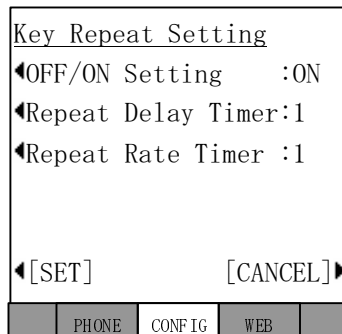 Key Repeat Setting
◀OFF/ON Setting :ON
◀Repeat Delay Timer:1
◀Repeat Rate Timer :1
◀[SET] [CANCEL]▶
PHONE CONFIG WEB